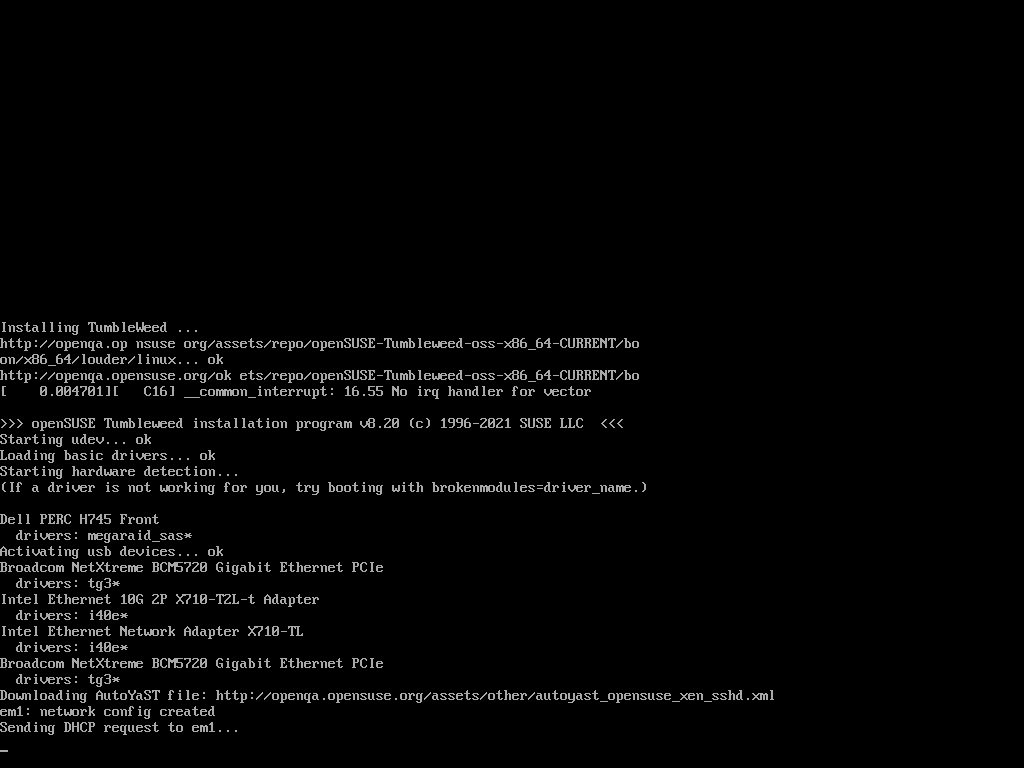 Installing TumbleWeed ...
http://openqa.op nsuse org/assets/repo/openSUSE-Tumbleweed-oss-x86_64-CURRENT/bo
on/x86_64/louder/linux... ok
http://openqa.opensuse.org/ok ets/repo/openSUSE-Tumbleweed-oss-x86_64-CURRENT/bo
[    0.004701][   C16] __common_interrupt: 16.55 No irq handler for vector
>>> openSUSE Tumbleweed installation program v8.20 (c) 1996-2021 SUSE LLC  <<<
Starting udev... ok
Loading basic drivers... ok
Starting hardware detection...
(If a driver is not working for you, try booting with brokenmodules=driver_name.)
Dell PERC H745 Front
  drivers: megaraid_sas*
Activating usb devices... ok
Broadcom NetXtreme BCM5720 Gigabit Ethernet PCIe
  drivers: tg3*
Intel Ethernet 10G 2P X710-T2L-t Adapter
  drivers: i40e*
Intel Ethernet Network Adapter X710-TL
  drivers: i40e*
Broadcom NetXtreme BCM5720 Gigabit Ethernet PCIe
  drivers: tg3*
Downloading AutoYaST file: http://openqa.opensuse.org/assets/other/autoyast_opensuse_xen_sshd.xml
em1: network config created
Sending DHCP request to em1...
_